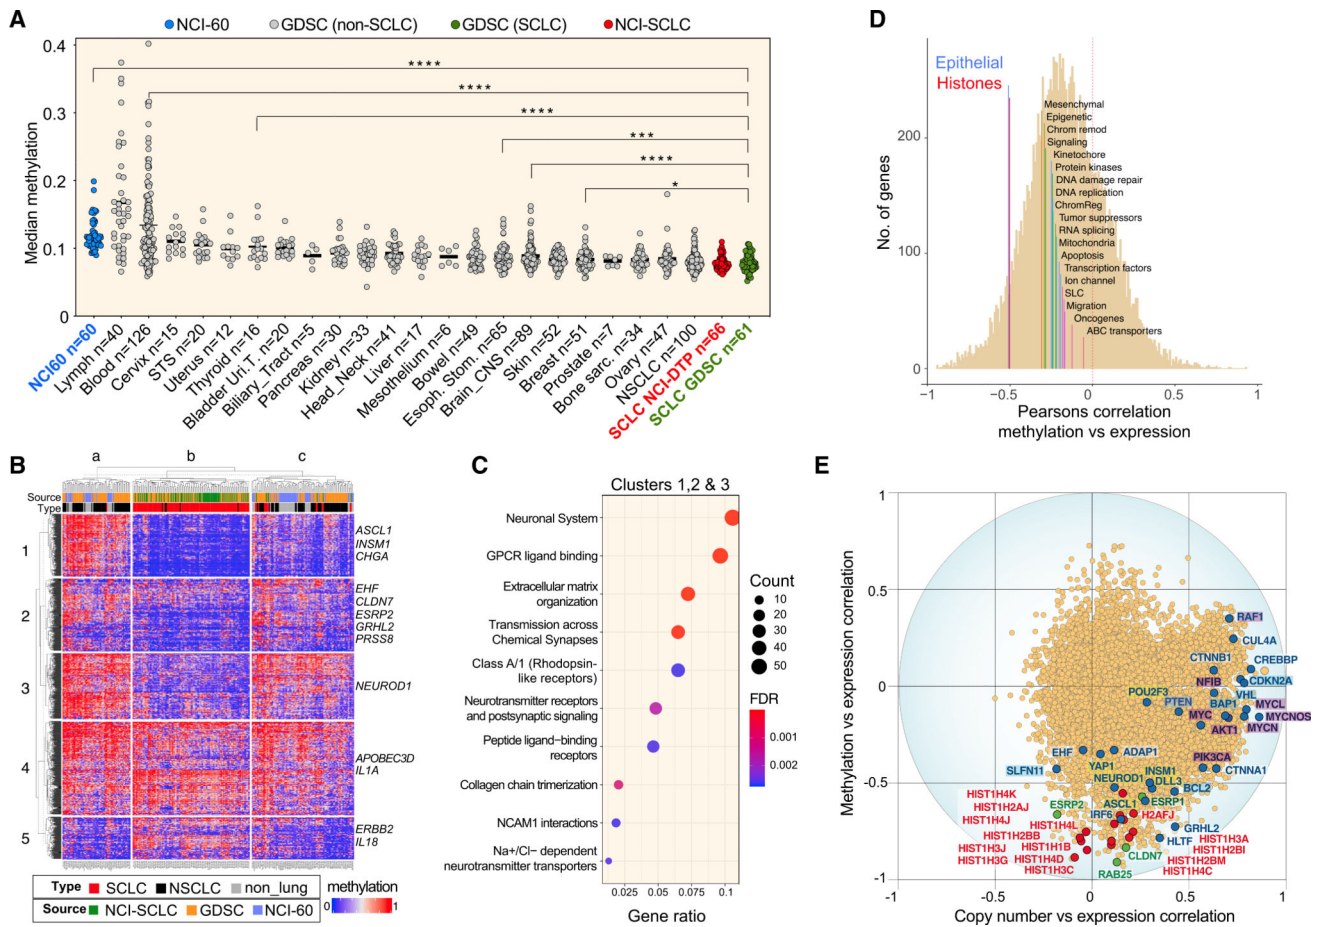 A
NCI-60
GDSC (non-SCLC)
GDSC (SCLC)
NCI-SCLC
Median methylation
0.4
0.3
0.2
0.1
0
****
****
****
***
****
*
NCI60 n=60
Lymph n=40
Blood n=126
Cervix n=15
STS n=20
Uterus n=12
Thyroid n=16
Bladder Uri.T . n=20
Biliary_Tract n=5
Pancreas n=30
Kidney n=33
Head_Neck n=41
Liver n=17
Mesothelium n=6
Bowel n=49
Esoph. Stom. n=65
Brain_CNS n=89
Skin n=52
Breast n=51
Prostate n=7
Bone sarc. n=34
Ovary n=47
NSCLC n=100
SCLC NCI-DTP n=66
SCLC GDSC n=61
D
Epithelial
Histones
Mesenchymal
Epigenetic
Chrom remod
Signaling
Kinetochore
Protein kinases
DNA damage repair
DNA replication
ChromReg
Tumor suppressors
RNA splicing
Mitochondria
Apoptosis
Transcription factors
Ion channel
SLC
Migration
Oncogenes
ABC transporters
No. of genes
200
100
0
-1
-0.5
0
0.5
1
Pearsons correlation
methylation vs expression
B
a
b
c
Source
Type
1
2
3
4
5
ASCL1
INSM1
CHGA
EHF
CLDN7
ESRP2
GRHL2
PRSS8
NEUROD1
APOBEC3D
IL1A
ERBB2
IL18
Type
SCLC
NSCLC
non_lung
Source
NCI-SCLC
GDSC
NCI-60
methylation
0
1
C
Clusters 1,2 & 3
Neuronal System
GPCR ligand binding
Extracellular matrix
organization
Transmission across
Chemical Synapses
Class A/1 (Rhodopsin-
like receptors)
Neurotransmitter receptors
and postsynaptic signaling
Peptide ligand−binding
receptors
Collagen chain trimerization
NCAM1 interactions
Na+/Cl− dependent
neurotransmitter transporters
0.025
0.05
0.075
0.1
Gene ratio
Count
10
20
30
40
50
FDR
0.001
0.002
E
Methylation vs expression correlation
1
0.5
0
-0.5
-1
-1
-0.5
0
0.5
1
Copy number vs expression correlation
RAF1
CUL4A
CTNNB1
CREBBP
NFIB
CDKN2A
POU2F3
PTEN
VHL
BAP1
MYCL
MYC
MYCNOS
AKT1
MYCN
EHF
ADAP1
PIK3CA
SLFN11
YAP1
INSM1
CTNNA1
NEUROD1
DLL3
BCL2
HIST1H4K
HIST1H2AJ
HIST1H4J
ESRP2
ASCL1
ESRP1
IRF6
H2AFJ
HIST1H4L
GRHL2
HIST1H2BB
HIST1H3J
HIST1H3G
HIST1H1B
HIST1H4D
HIST1H3C
HLTF
HIST1H3A
HIST1H2BI
CLDN7
HIST1H2BM
HIST1H4C
RAB25